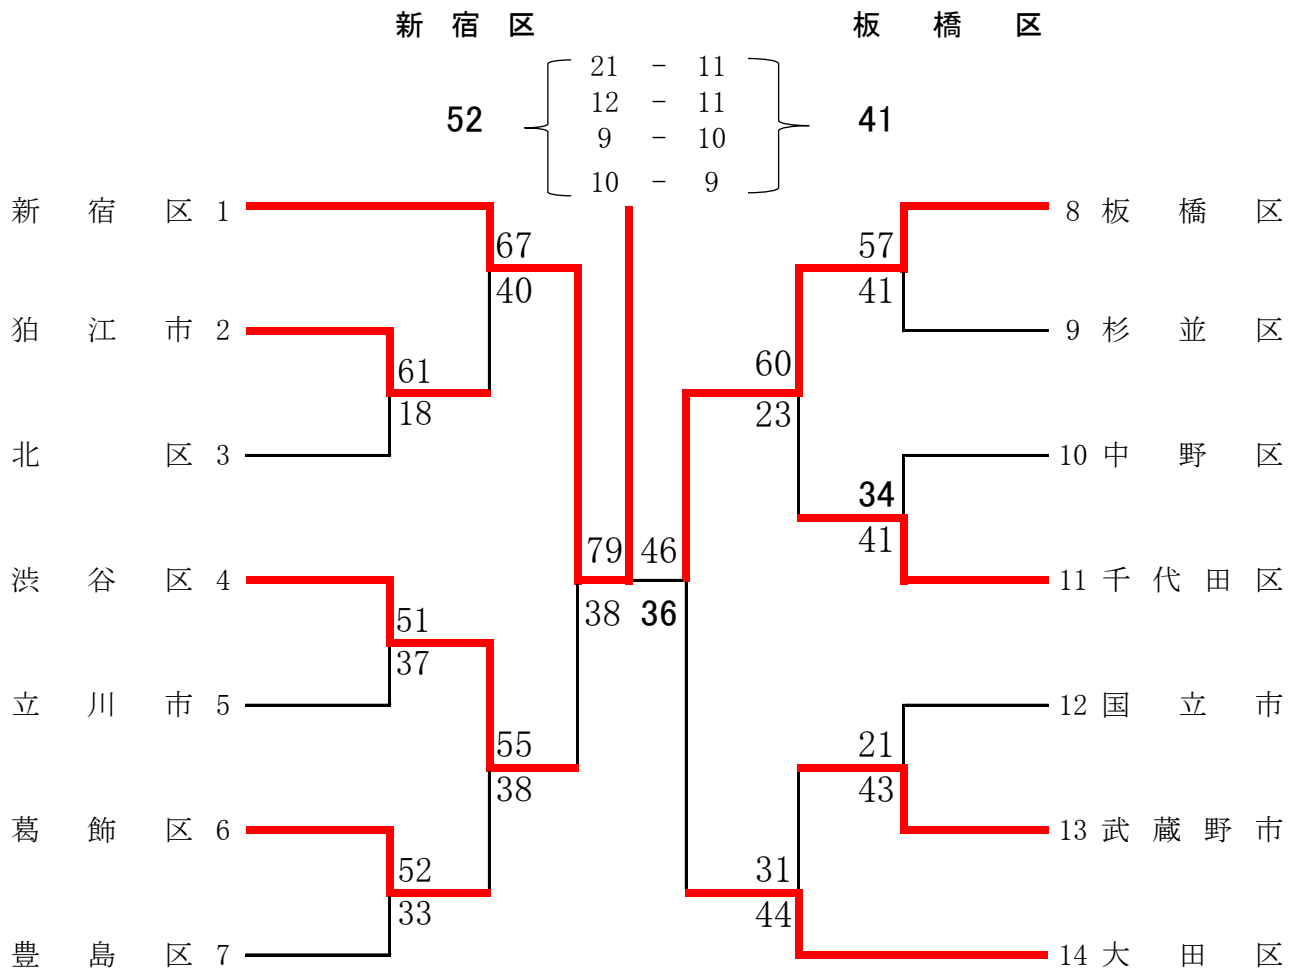 新宿区 板橋区
21 - 11
12 - 11
52 41
9 - 10
10 - 9
新宿区 1 8 板橋区
67 57
40 41
狛江市 2 9 杉並区
61 60
18 23
北区 3 10 中野区
34
41
79 46
渋谷区 4 11 千代田区
38 36
51
37
立川市 5 12 国立市
55 21
38 43
葛飾区 6 13 武蔵野市
52 31
33 44
豊島区 7 14 大田区